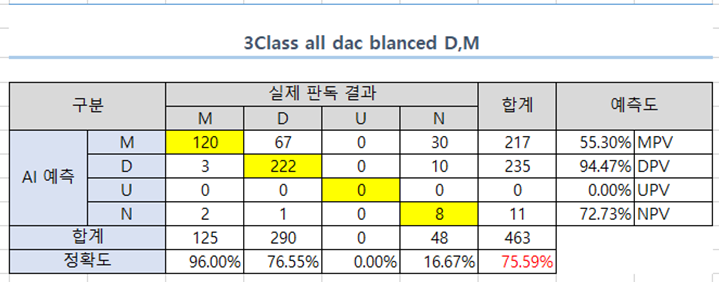 3Class all dac blanced D,M
구분 실제 판독 결과 합계 예측도
M D U N
AI 예측 M 120 67 0 30 217 55.30% MPV
D 3 222 0 10 235 94.47% DPV
U 0 0 0 0 0 0.00% UPV
N 2 1 0 8 11 72.73% NPV
합계 125 290 0 48 463
정확도 96.00% 76.55% 0.00% 16.67% 75.59%